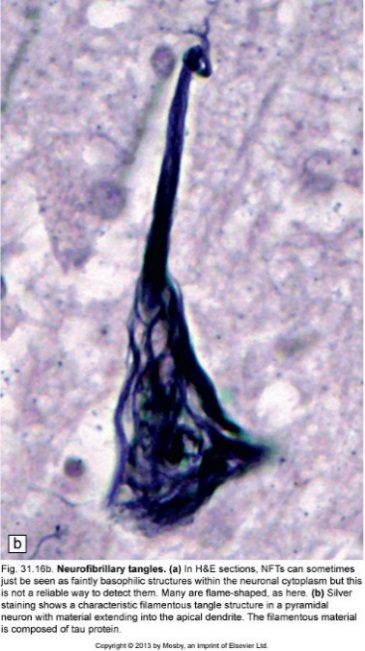 b
Fig. 31.16b. Neurofibrillary tangles. (a) In H&E sections, NFTs can sometimes
just be seen as faintly basophilic structures within the neuronal cytoplasm but this
is not a reliable way to detect them. Many are flame-shaped, as here. (b) Silver
staining shows a characteristic filamentous tangle structure in a pyramidal
neuron with material extending into the apical dendrite. The filamentous material
is composed of tau protein.
Copyright © 2013 by Mosby, an imprint of Elsevier Ltd.